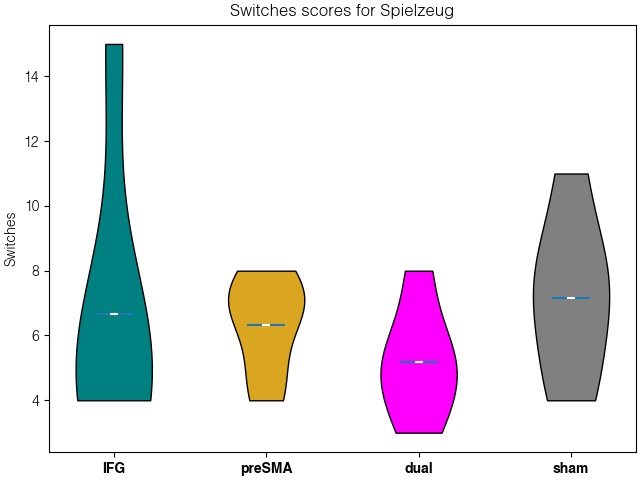 Switches scores for Spielzeug
14
12
10
8
6
4
Switches
IFG
preSMA
dual
sham